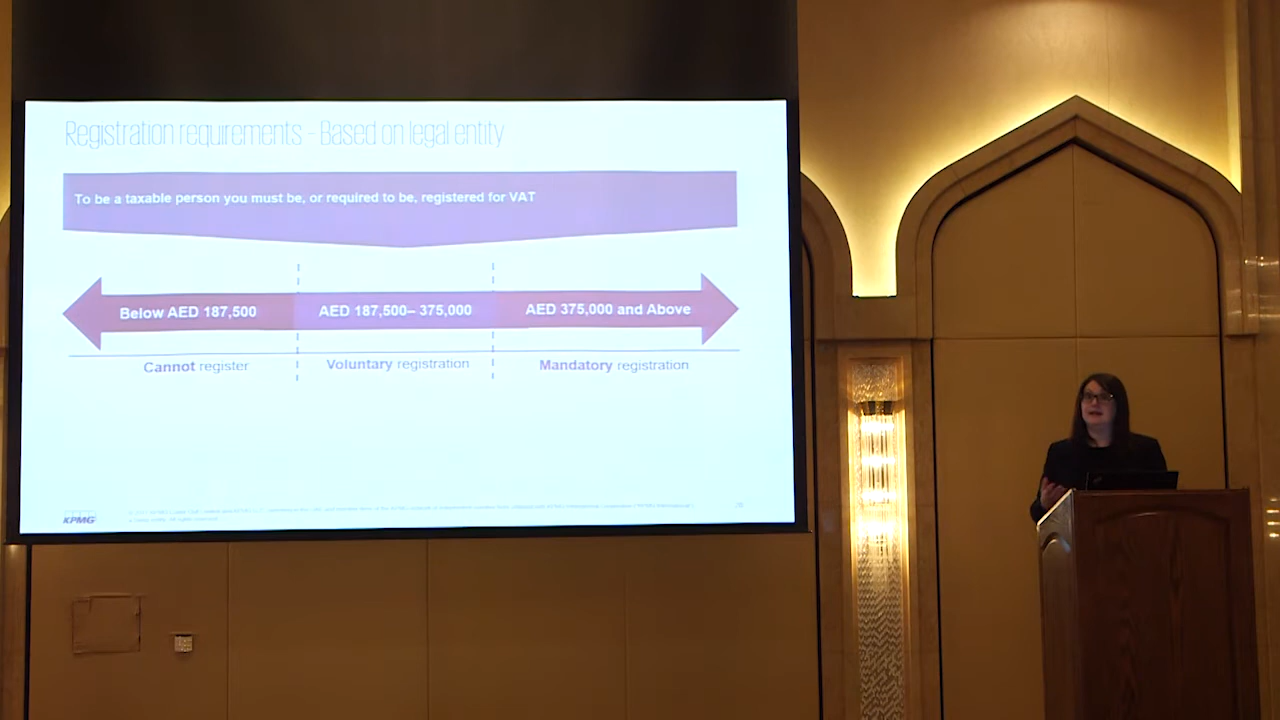 Registration requirements - Based on legal entity
To be a taxable person you must be, or required to be, registered for VAT
Below AED 187,500
AED 187,500– 375,000
AED 375,000 and Above
Cannot register
Voluntary registration
Mandatory registration
KPMG